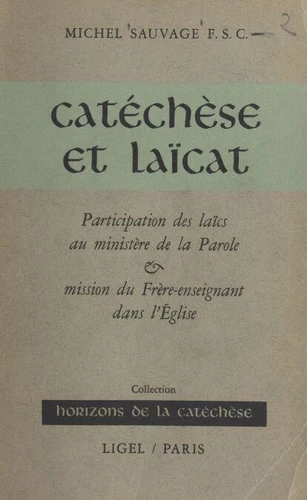 MICHEL SAUVAGE F. S. C. — 2
catéchèse
et laïcat
Participation des laïcs
au ministère de la Parole
&
mission du Frère-enseignant
dans l'Église
Collection
horizons de la catéchèse
LIGEL / PARIS